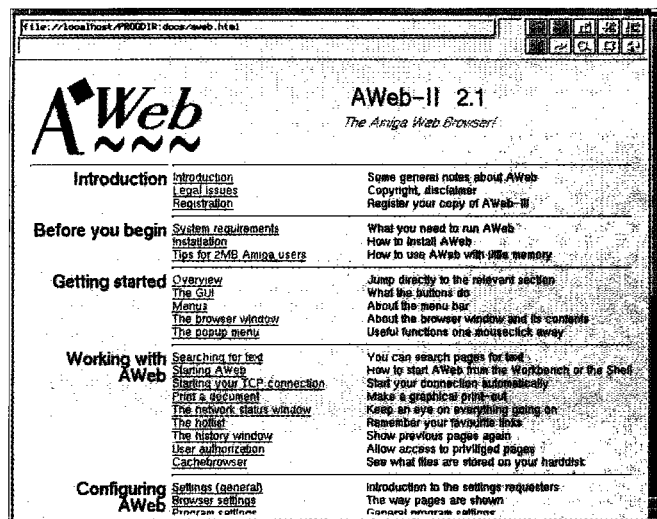 file://localhost/PROGDIR:docs/aweb.html
AWeb
AWeb-II 2.1
The Amiga Web Browser!
Introduction Introduction Some general notes about AWeb
Legal issues Copyright, disclaimer
Registration Register your copy of AWeb-II
Before you begin System requirements What you need to run AWeb
Installation How to install AWeb
Tips for 2MB Amiga users How to use AWeb with little memory
Getting started Overview Jump directly to the relevant section
The GUI What the buttons do
Menus About the menu bar
The browser window About the browser window and its contents
The popup menu Useful functions one mouseclick away
Working with AWeb Searching for text You can search pages for text
Starting AWeb How to start AWeb from the Workbench or the Shell
Starting your TCP connection Start your connection automatically
Print a document Make a graphical print-out
The network status window Keep an eye on everything going on
The hotlist Remember your favourite links
The history window Show previous pages again
User authorization Allow access to priviliged pages
Cachebrowser See what files are stored on your harddisk
Configuring AWeb Settings (general) Introduction to the settings requesters
Browser settings The way pages are shown
Program settings General program settings